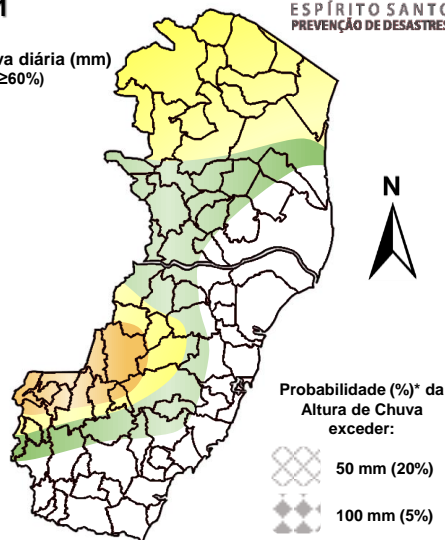 ESPÍRITO SANTO
PREVENÇÃO DE DESASTRES
va diária (mm)
≥60%)
N
Probabilidade (%)* da
Altura de Chuva
exceder:
50 mm (20%)
100 mm (5%)